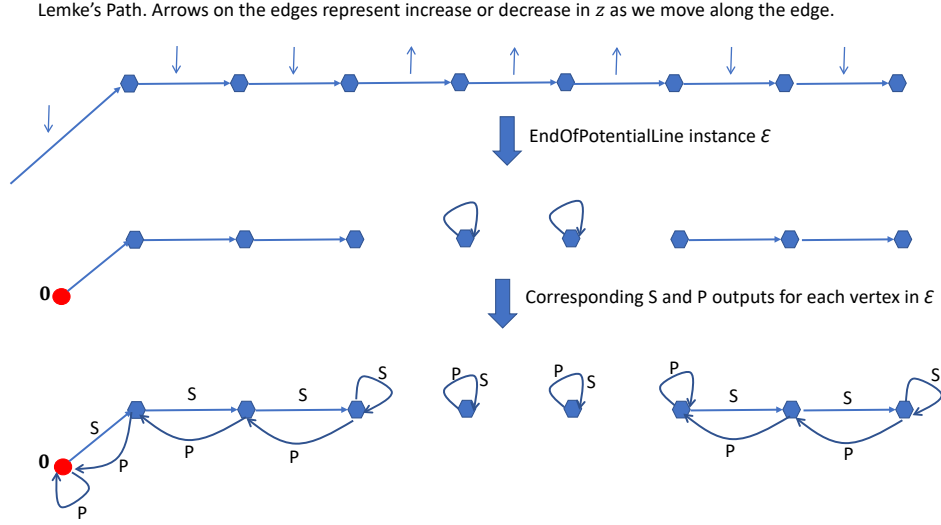 Lemke's Path. Arrows on the edges represent increase or decrease in z as we move along the edge.
EndOfPotentialLine instance ℰ
0
Corresponding S and P outputs for each vertex in ℰ
S S S S P S P S P S S S
0 P P P P P
P